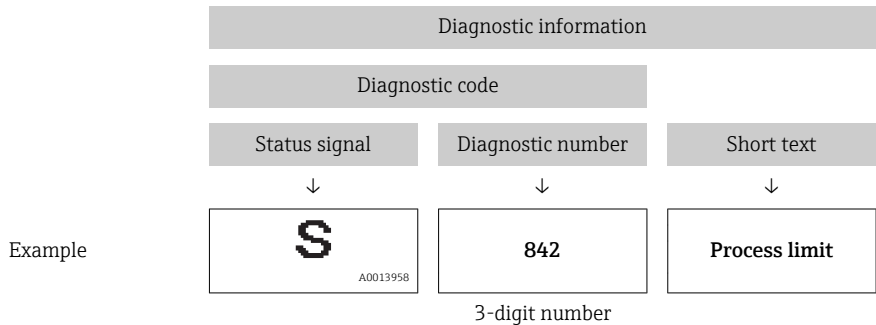 Diagnostic information
Diagnostic code
Status signal Diagnostic number Short text
↓ ↓ ↓
Example S 842 Process limit
A0013958
3-digit number